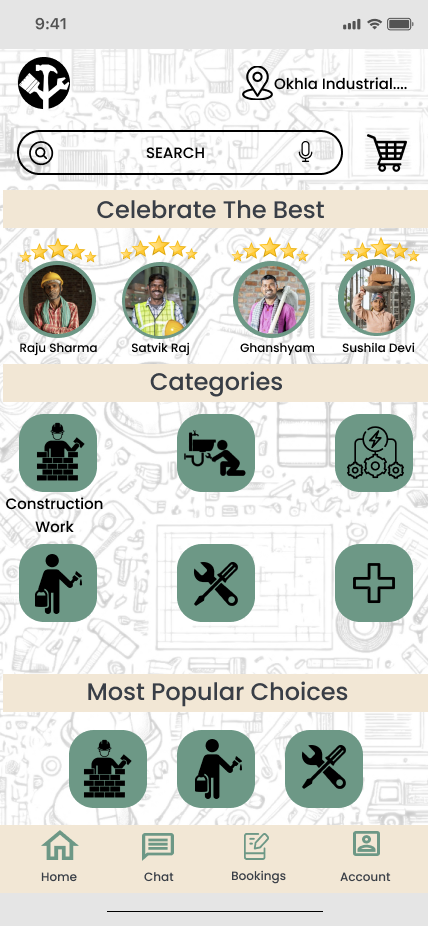 9:41
Okhla Industrial....
SEARCH
Celebrate The Best
Raju Sharma
Satvik Raj
Ghanshyam
Sushila Devi
Categories
Construction
Work
Most Popular Choices
Home
Chat
Bookings
Account